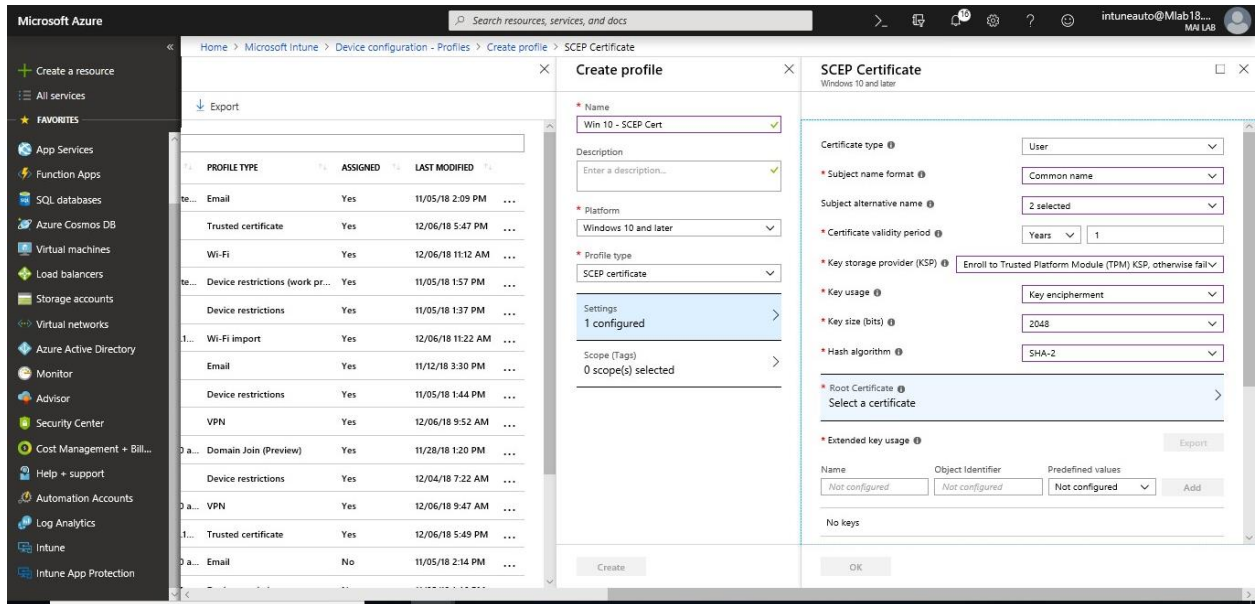 Microsoft Azure
Search resources, services, and docs
16
intuneauto@Mlab18....
MAI LAB
Home > Microsoft Intune > Device configuration - Profiles > Create profile > SCEP Certificate
Create a resource
All services
FAVORITES
App Services
Function Apps
SQL databases
Azure Cosmos DB
Virtual machines
Load balancers
Storage accounts
Virtual networks
Azure Active Directory
Monitor
Advisor
Security Center
Cost Management + Bill...
Help + support
Automation Accounts
Log Analytics
Intune
Intune App Protection
Export
PROFILE TYPE ASSIGNED LAST MODIFIED
te... Email Yes 11/05/18 2:09 PM ...
Trusted certificate Yes 12/06/18 5:47 PM ...
Wi-Fi Yes 12/06/18 11:12 AM ...
te... Device restrictions (work pr... Yes 11/05/18 1:57 PM ...
Device restrictions Yes 11/05/18 1:37 PM ...
.1... Wi-Fi import Yes 12/06/18 11:22 AM ...
Email Yes 11/12/18 3:30 PM ...
Device restrictions Yes 11/05/18 1:44 PM ...
VPN Yes 12/06/18 9:52 AM ...
0 a... Domain Join (Preview) Yes 11/28/18 1:20 PM ...
Device restrictions Yes 12/04/18 7:22 AM ...
0 a... VPN Yes 12/06/18 9:47 AM ...
.1... Trusted certificate Yes 12/06/18 5:49 PM ...
0 a... Email No 11/05/18 2:14 PM ...
Create profile
* Name
Win 10 - SCEP Cert
Description
Enter a description...
* Platform
Windows 10 and later
* Profile type
SCEP certificate
Settings
1 configured
Scope (Tags)
0 scope(s) selected
Create
SCEP Certificate
Windows 10 and later
Certificate type User
* Subject name format Common name
Subject alternative name 2 selected
* Certificate validity period Years 1
* Key storage provider (KSP) Enroll to Trusted Platform Module (TPM) KSP, otherwise fail
* Key usage Key encipherment
* Key size (bits) 2048
* Hash algorithm SHA-2
* Root Certificate
Select a certificate
* Extended key usage Export
Name Object Identifier Predefined values
Not configured Not configured Not configured Add
No keys
OK